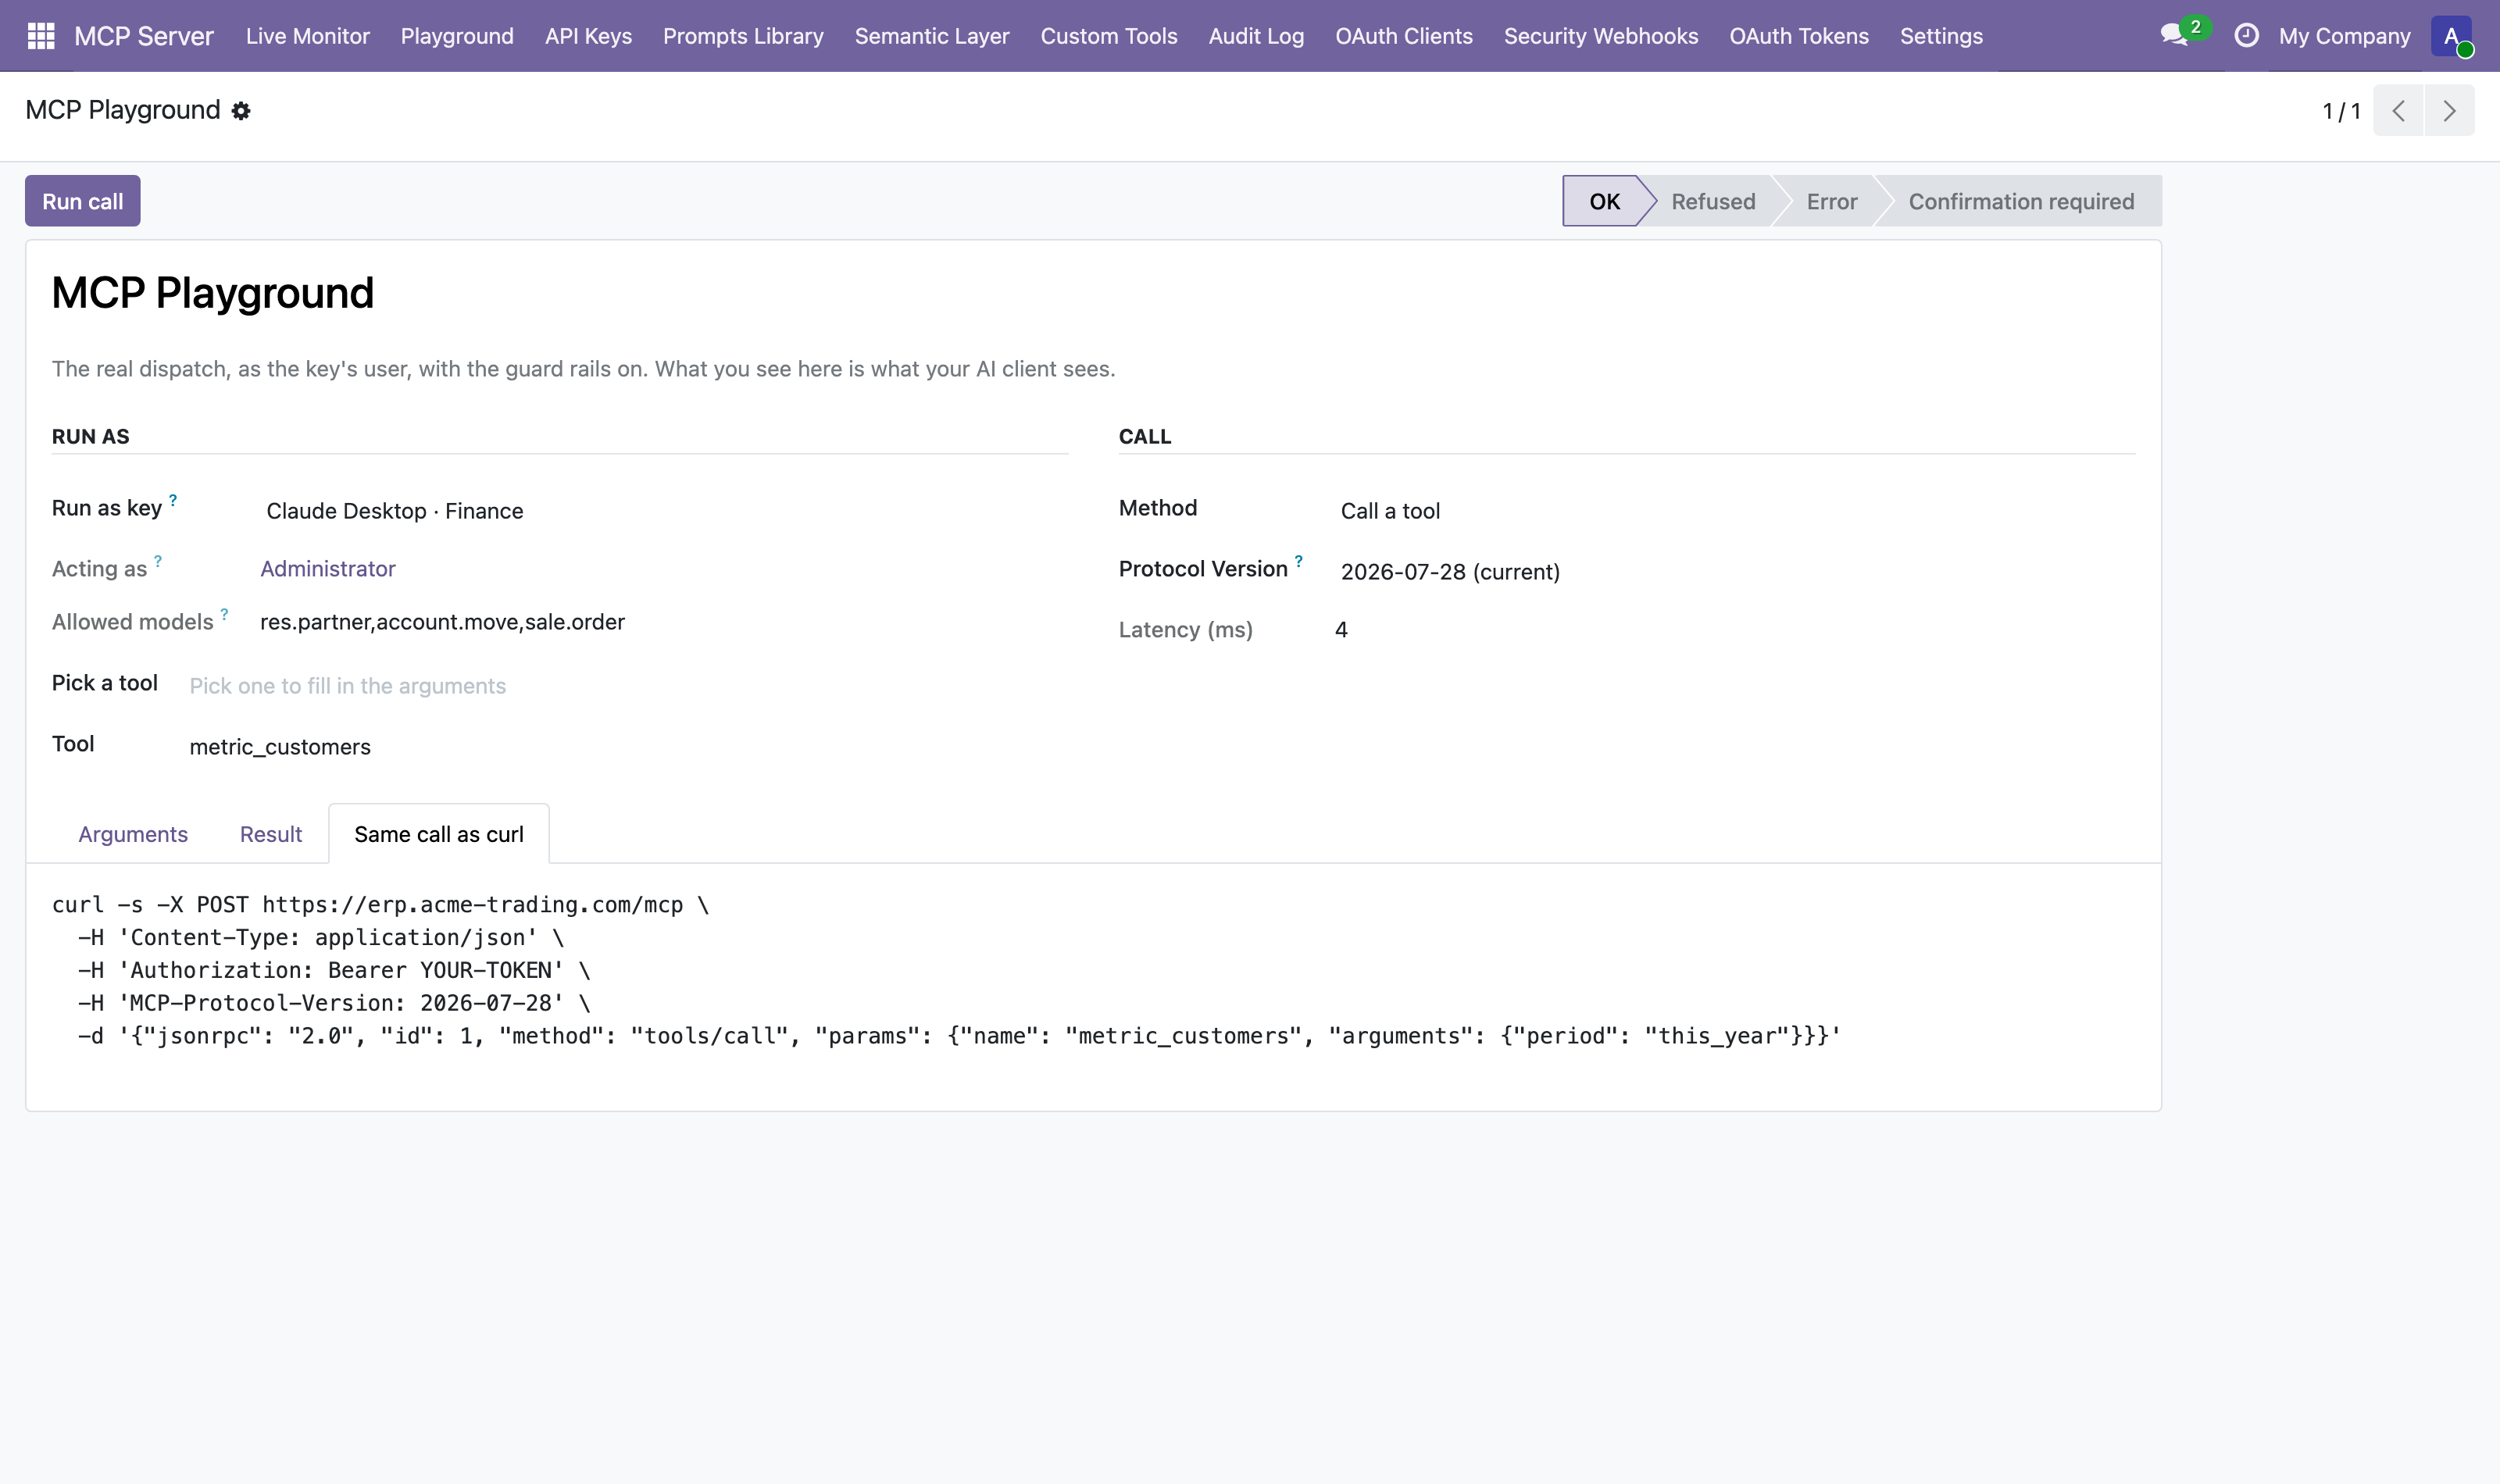 MCP Server Live Monitor Playground API Keys Prompts Library Semantic Layer Custom Tools Audit Log OAuth Clients Security Webhooks OAuth Tokens Settings 2 My Company A
MCP Playground 1 / 1
Run call OK Refused Error Confirmation required
MCP Playground
The real dispatch, as the key's user, with the guard rails on. What you see here is what your AI client sees.
RUN AS
Run as key ? Claude Desktop · Finance
Acting as ? Administrator
Allowed models ? res.partner,account.move,sale.order
Pick a tool Pick one to fill in the arguments
Tool metric_customers
CALL
Method Call a tool
Protocol Version ? 2026-07-28 (current)
Latency (ms) 4
Arguments Result Same call as curl
curl -s -X POST https://erp.acme-trading.com/mcp \
  -H 'Content-Type: application/json' \
  -H 'Authorization: Bearer YOUR-TOKEN' \
  -H 'MCP-Protocol-Version: 2026-07-28' \
  -d '{"jsonrpc": "2.0", "id": 1, "method": "tools/call", "params": {"name": "metric_customers", "arguments": {"period": "this_year"}}}'